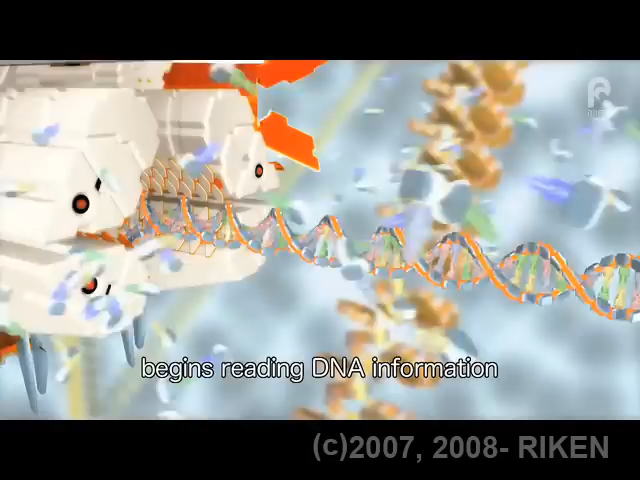 begins reading DNA information
(c)2007, 2008- RIKEN